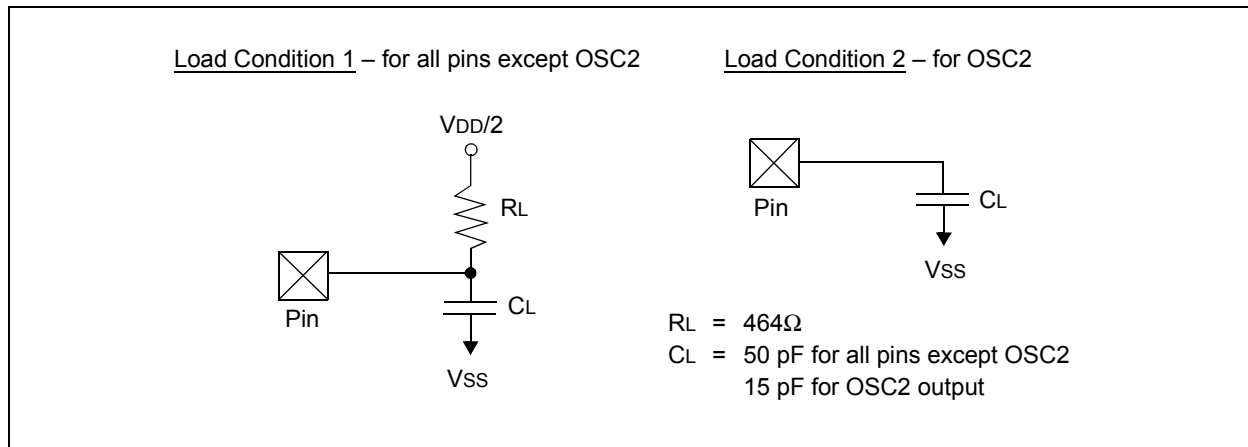 Load Condition 1 – for all pins except OSC2
Load Condition 2 – for OSC2
VDD/2
RL
Pin
CL
VSS
Pin
CL
VSS
RL = 464Ω
CL = 50 pF for all pins except OSC2
15 pF for OSC2 output